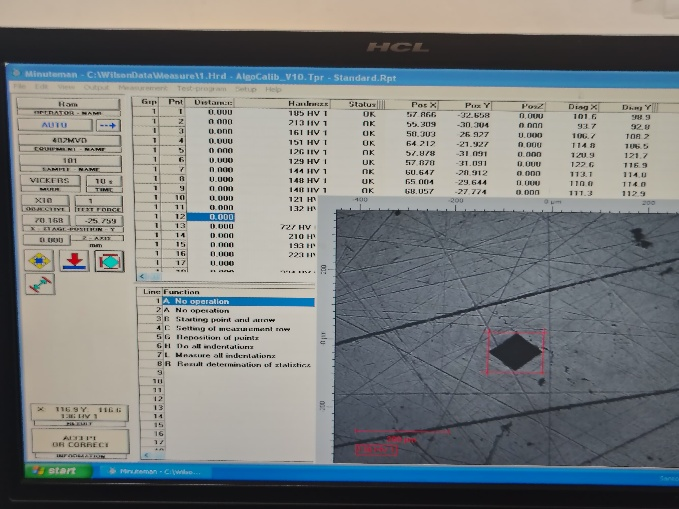 HCL
Minuteman - C:\WilsonData\Measure\1.Hrd - AlgoCalib_V10.Tpr - Standard.Rpt
File Edit View Output Measurement Test-program Setup Help
OPERATOR - NAME
AUTO
402MVD
EQUIPMENT - NAME
101
SAMPLE - NAME
VICKERS 10 s
MODE TIME
X10 1
OBJECTIVE TEST FORCE
70.168 -25.759
X - STAGE-POSITION - Y
0.000 Z - AXIS
mm
Grp Pnt Distance Hardness Status Pos X Pos Y PosZ Diag X Diag Y
1 1 0.000 185 HV 1 OK 57.866 -32.658 0.000 101.6 98.9
1 2 0.000 213 HV 1 OK 55.309 -30.304 0.000 93.7 92.8
1 3 0.000 161 HV 1 OK 58.303 -26.927 0.000 106.7 108.2
1 4 0.000 151 HV 1 OK 64.212 -21.927 0.000 114.8 106.5
1 5 0.000 126 HV 1 OK 57.878 -31.091 0.000 120.9 121.7
1 6 0.000 129 HV 1 OK 57.878 -31.091 0.000 122.6 116.9
1 7 0.000 144 HV 1 OK 60.647 -28.912 0.000 113.1 114.0
1 8 0.000 148 HV 1 OK 65.084 -29.644 0.000 110.0 114.0
1 9 0.000 148 HV 1 OK 68.057 -27.774 0.000 111.3 112.9
1 10 0.000 121 HV
1 11 0.000 132 HV
1 12 0.000
1 13 0.000 727 HV
1 14 0.000 210 H
1 15 0.000 193 H
1 16 0.000 223 H
1 17 0.000
-400 -200 0 µm 200
Line Function
1 A No operation
2 A No operation
3 B Starting point and arrow
4 C Setting of measurement row
5 G Reposition of points
6 H Do all indentations
7 L Measure all indentations
8 R Result determination of statistics
9
10
11
12
13
14
15
16
17
X: 116.9 Y: 116.6
136 HV 1
RESULT
ACCEPT
OR CORRECT
INFORMATION
start Minuteman - C:\Wilso...